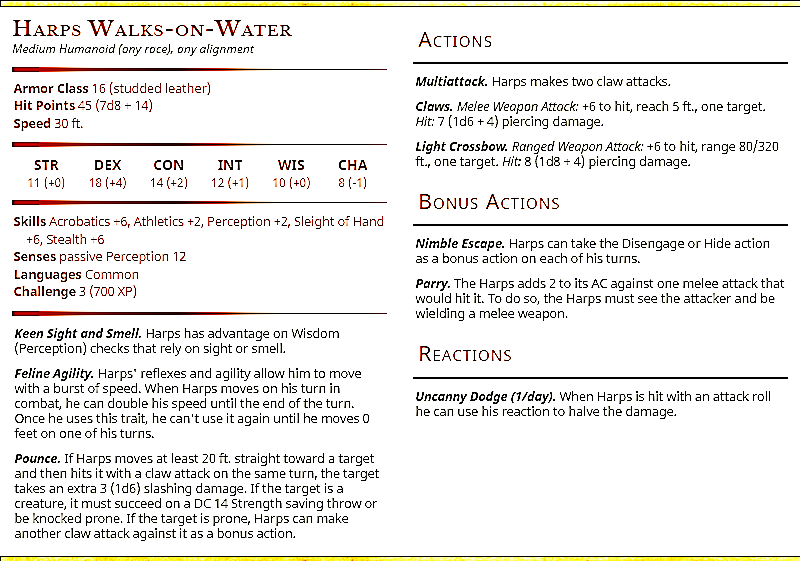 Harps Walks-on-Water
Medium Humanoid (any race), any alignment
Armor Class 16 (studded leather)
Hit Points 45 (7d8 + 14)
Speed 30 ft.
STR DEX CON INT WIS CHA
11 (+0) 18 (+4) 14 (+2) 12 (+1) 10 (+0) 8 (-1)
Skills Acrobatics +6, Athletics +2, Perception +2, Sleight of Hand
+6, Stealth +6
Senses passive Perception 12
Languages Common
Challenge 3 (700 XP)
Keen Sight and Smell. Harps has advantage on Wisdom
(Perception) checks that rely on sight or smell.
Feline Agility. Harps' reflexes and agility allow him to move
with a burst of speed. When Harps moves on his turn in
combat, he can double his speed until the end of the turn.
Once he uses this trait, he can't use it again until he moves 0
feet on one of his turns.
Pounce. If Harps moves at least 20 ft. straight toward a target
and then hits it with a claw attack on the same turn, the target
takes an extra 3 (1d6) slashing damage. If the target is a
creature, it must succeed on a DC 14 Strength saving throw or
be knocked prone. If the target is prone, Harps can make
another claw attack against it as a bonus action.
Actions
Multiattack. Harps makes two claw attacks.
Claws. Melee Weapon Attack: +6 to hit, reach 5 ft., one target.
Hit: 7 (1d6 + 4) piercing damage.
Light Crossbow. Ranged Weapon Attack: +6 to hit, range 80/320
ft., one target. Hit: 8 (1d8 + 4) piercing damage.
Bonus Actions
Nimble Escape. Harps can take the Disengage or Hide action
as a bonus action on each of his turns.
Parry. The Harps adds 2 to its AC against one melee attack that
would hit it. To do so, the Harps must see the attacker and be
wielding a melee weapon.
Reactions
Uncanny Dodge (1/day). When Harps is hit with an attack roll
he can use his reaction to halve the damage.